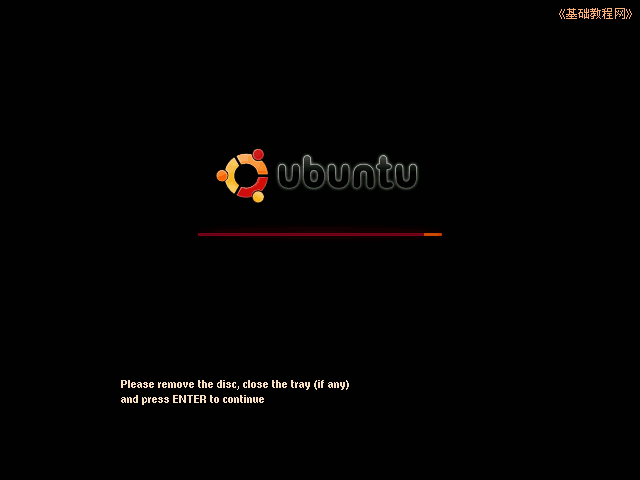 《基础教程网》
ubuntu
Please remove the disc, close the tray (if any)
and press ENTER to continue